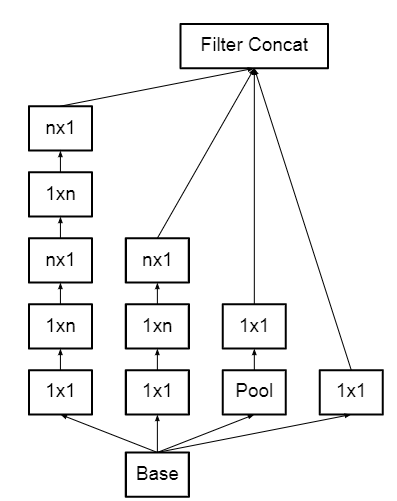 Filter Concat
nx1
1xn
nx1
nx1
1xn
1xn
1x1
1x1
1x1
Pool
1x1
Base